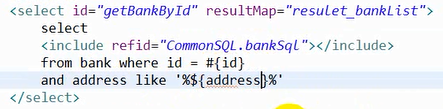 <select id="getBankById" resultMap="resulet_bankList">
select
<include refid="CommonSQL.bankSql"></include>
from bank where id = #{id}
and address like '%${address}%'
</select>